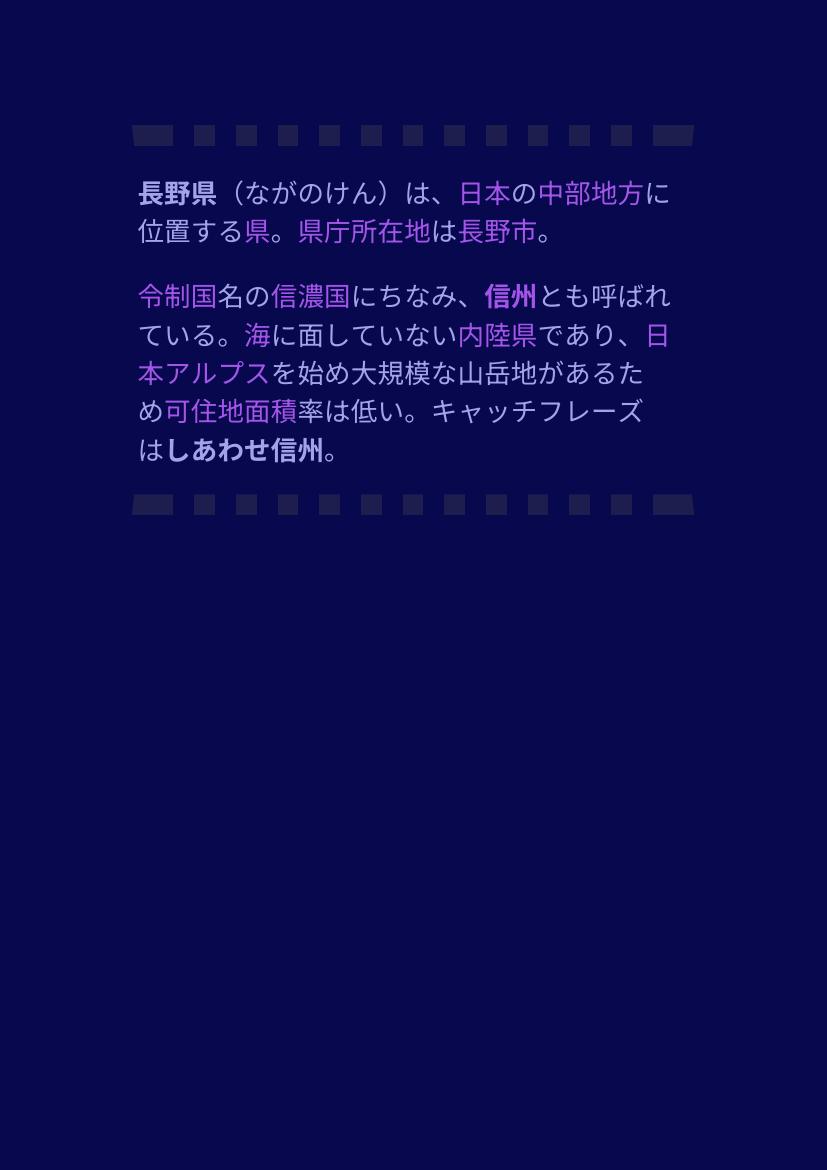 長野県（ながのけん）は、日本の中部地方に
位置する県。県庁所在地は長野市。
令制国名の信濃国にちなみ、信州とも呼ばれ
ている。海に面していない内陸県であり、日
本アルプスを始め大規模な山岳地があるた
め可住地面積率は低い。キャッチフレーズ
はしあわせ信州。